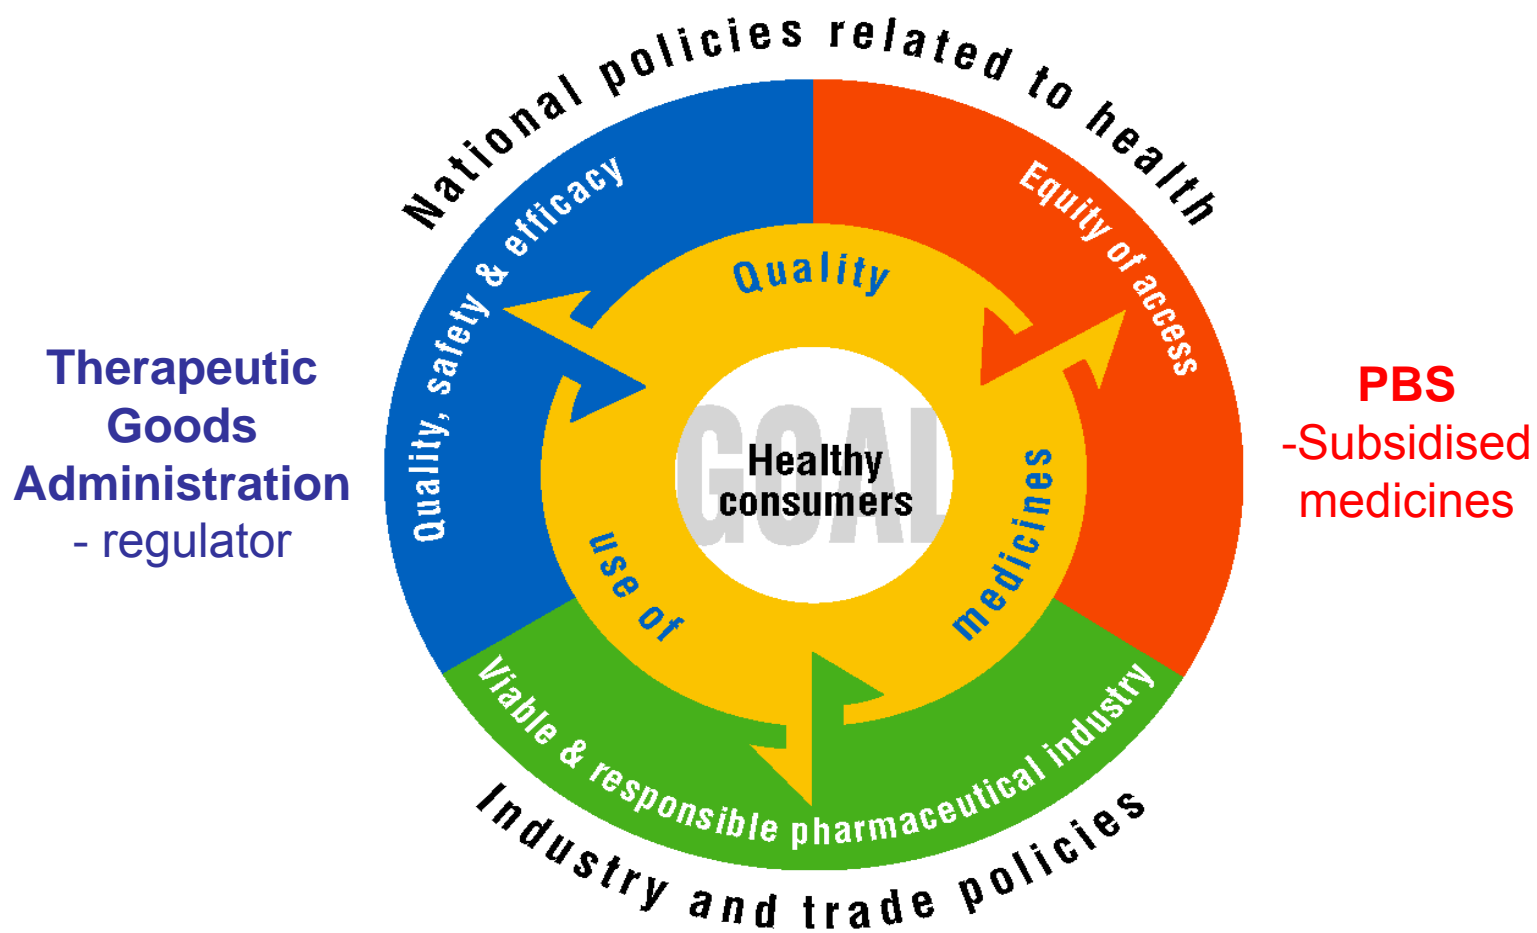 National policies related to health
Quality, safety & efficacy
Equity of access
Quality
use of
medicines
GOAL
Healthy
consumers
Therapeutic
Goods
Administration
- regulator
PBS
-Subsidised
medicines
Viable & responsible pharmaceutical industry
Industry and trade policies